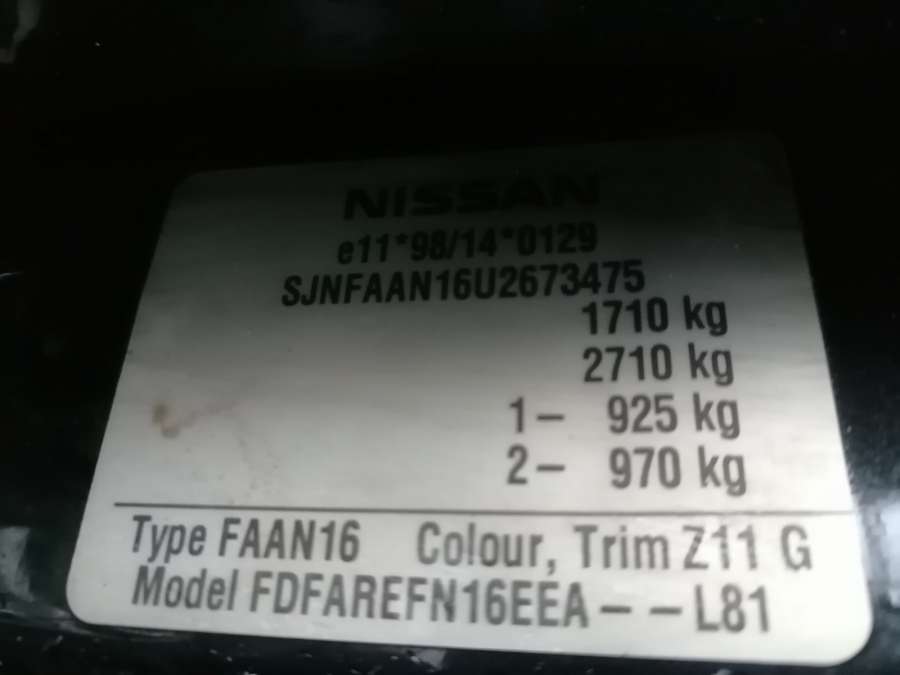 NISSAN
e11*98/14*0129
SJNFAAN16U2673475
1710 kg
2710 kg
1- 925 kg
2- 970 kg
Type FAAN16 Colour, Trim Z11 G
Model FDFAREFN16EEA - - L81